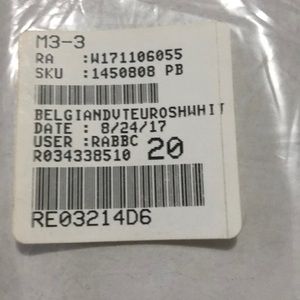 M3-3
RA :W171106055
SKU :1450808 PB
BELGIANDVTEUROSHWHIT
DATE : 8/24/17
USER :RABBC
R034338510 20
RE03214D6